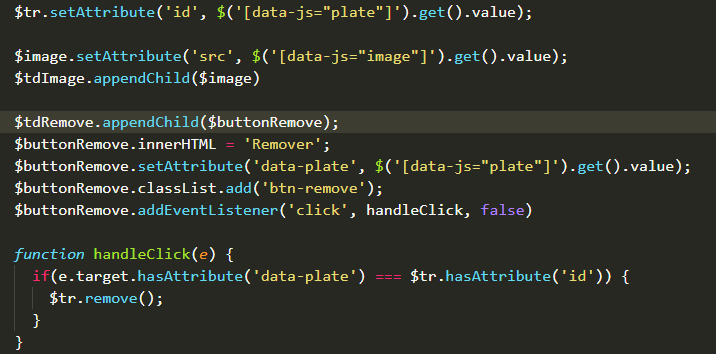 $tr.setAttribute('id', $('[data-js="plate"]').get().value);
$image.setAttribute('src', $('[data-js="image"]').get().value);
$tdImage.appendChild($image)
$tdRemove.appendChild($buttonRemove);
$buttonRemove.innerHTML = 'Remover';
$buttonRemove.setAttribute('data-plate', $('[data-js="plate"]').get().value);
$buttonRemove.classList.add('btn-remove');
$buttonRemove.addEventListener('click', handleClick, false)
function handleClick(e) {
if(e.target.hasAttribute('data-plate') === $tr.hasAttribute('id')) {
$tr.remove();
}
}